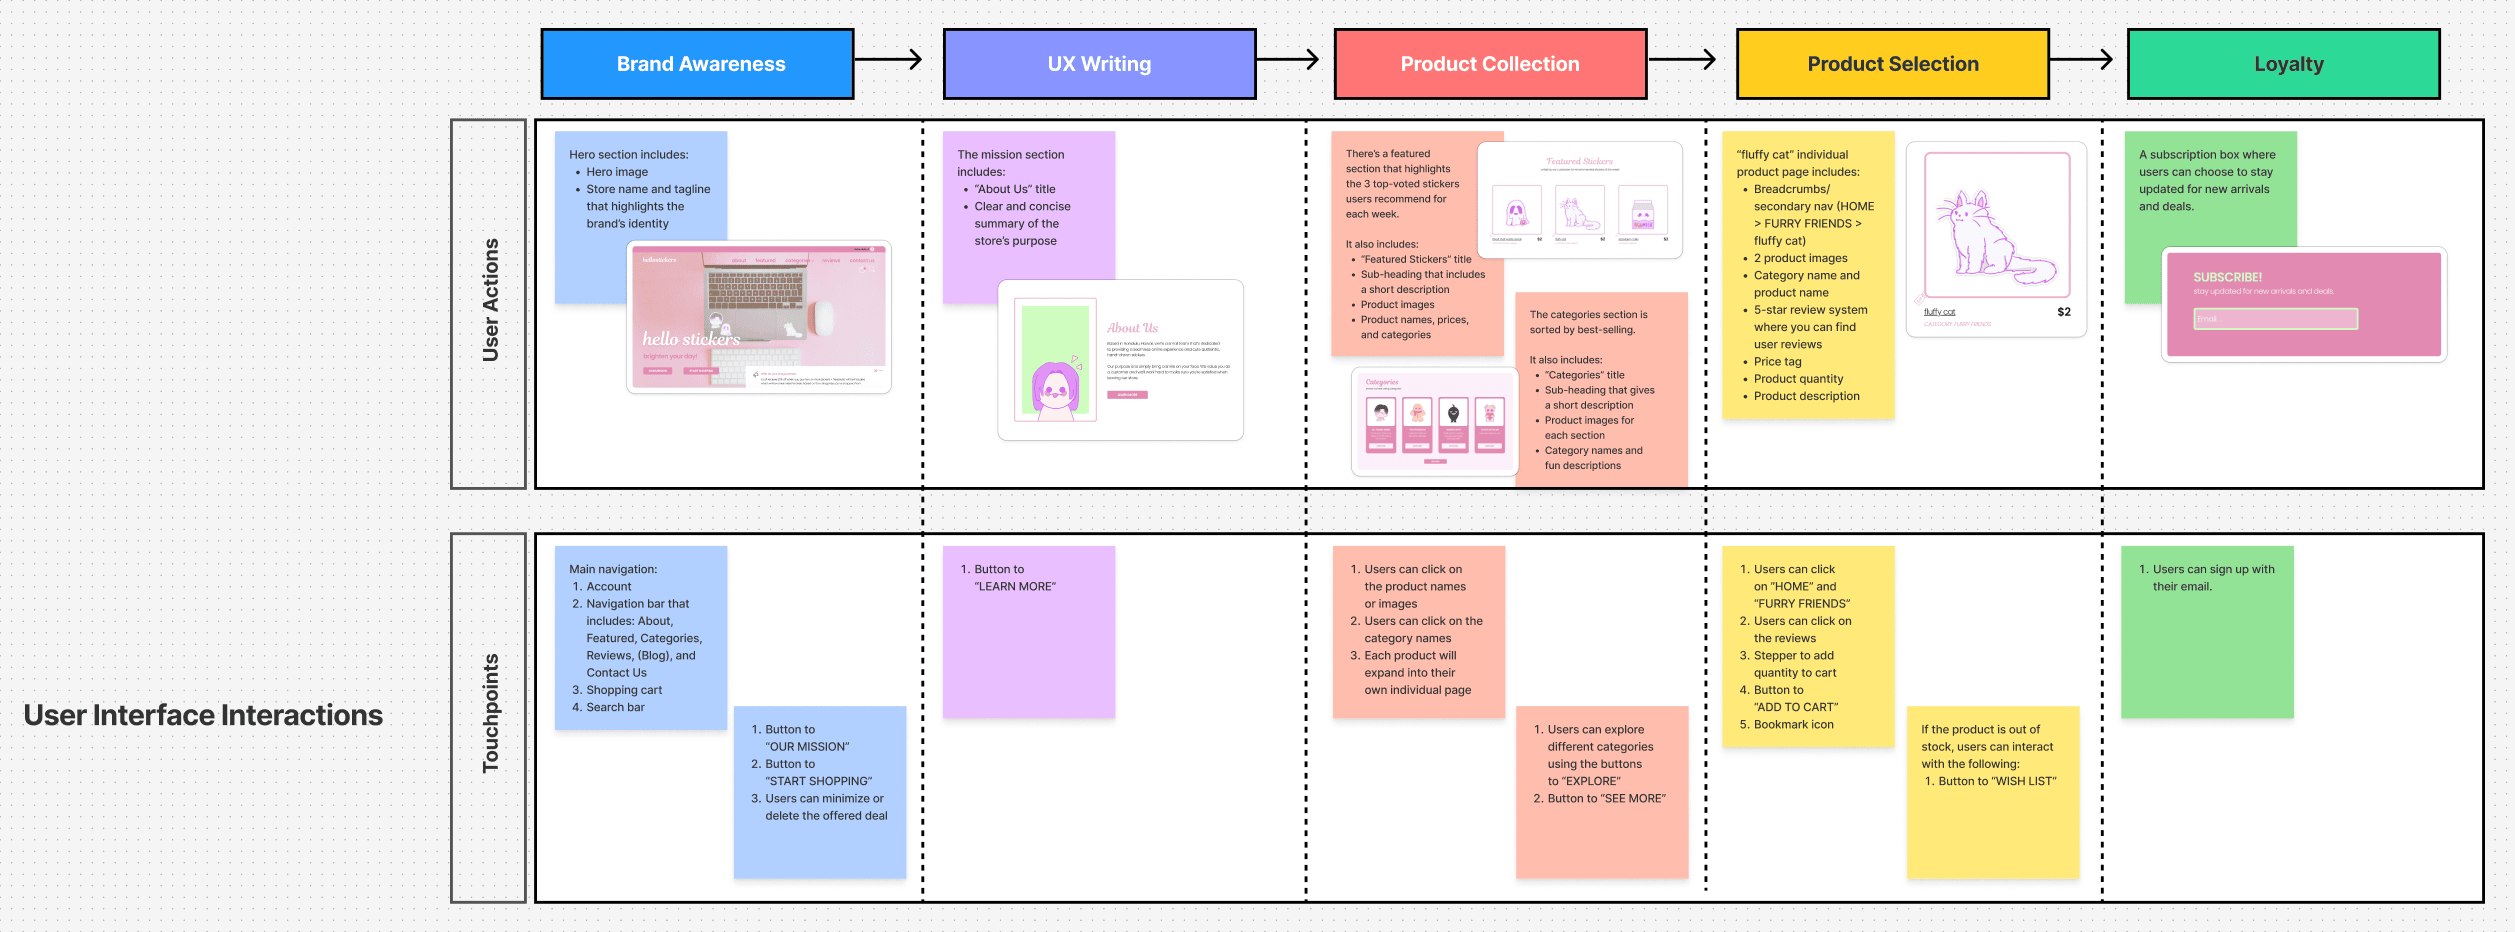 Brand Awareness
UX Writing
Product Collection
Product Selection
Loyalty
User Interface Interactions
User Actions
Hero section includes:
• Hero image
• Store name and tagline
that highlights the
brand’s identity
hellostickers
about featured categories reviews contact us
hello stickers
brighten your day!
The mission section
includes:
• “About Us” title
• Clear and concise
summary of the
store’s purpose
About Us
LEARN MORE
There’s a featured
section that highlights
the 3 top-voted stickers
users recommend for
each week.
It also includes:
• “Featured Stickers” title
• Sub-heading that includes
a short description
• Product images
• Product names, prices,
and categories
Featured Stickers
$2
$2
$2
The categories section is
sorted by best-selling.
It also includes:
• “Categories” title
• Sub-heading that gives
a short description
• Product images for
each section
• Category names and
fun descriptions
Categories
“fluffy cat” individual
product page includes:
• Breadcrumbs/
secondary nav (HOME
> FURRY FRIENDS >
fluffy cat)
• 2 product images
• Category name and
product name
• 5-star review system
where you can find
user reviews
• Price tag
• Product quantity
• Product description
fluffy cat $2
CATEGORY: FURRY FRIENDS
A subscription box where
users can choose to stay
updated for new arrivals
and deals.
SUBSCRIBE!
stay updated for new arrivals and deals.
Email
Touchpoints
Main navigation:
1. Account
2. Navigation bar that
includes: About,
Featured, Categories,
Reviews, (Blog), and
Contact Us
3. Shopping cart
4. Search bar
1. Button to
“OUR MISSION”
2. Button to
“START SHOPPING”
3. Users can minimize or
delete the offered deal
1. Button to
“LEARN MORE”
1. Users can click on
the product names
or images
2. Users can click on the
category names
3. Each product will
expand into their
own individual page
1. Users can explore
different categories
using the buttons
to “EXPLORE”
2. Button to “SEE MORE”
1. Users can click
on “HOME” and
“FURRY FRIENDS”
2. Users can click on
the reviews
3. Stepper to add
quantity to cart
4. Button to
“ADD TO CART”
5. Bookmark icon
If the product is out of
stock, users can interact
with the following:
1. Button to “WISH LIST”
1. Users can sign up with
their email.